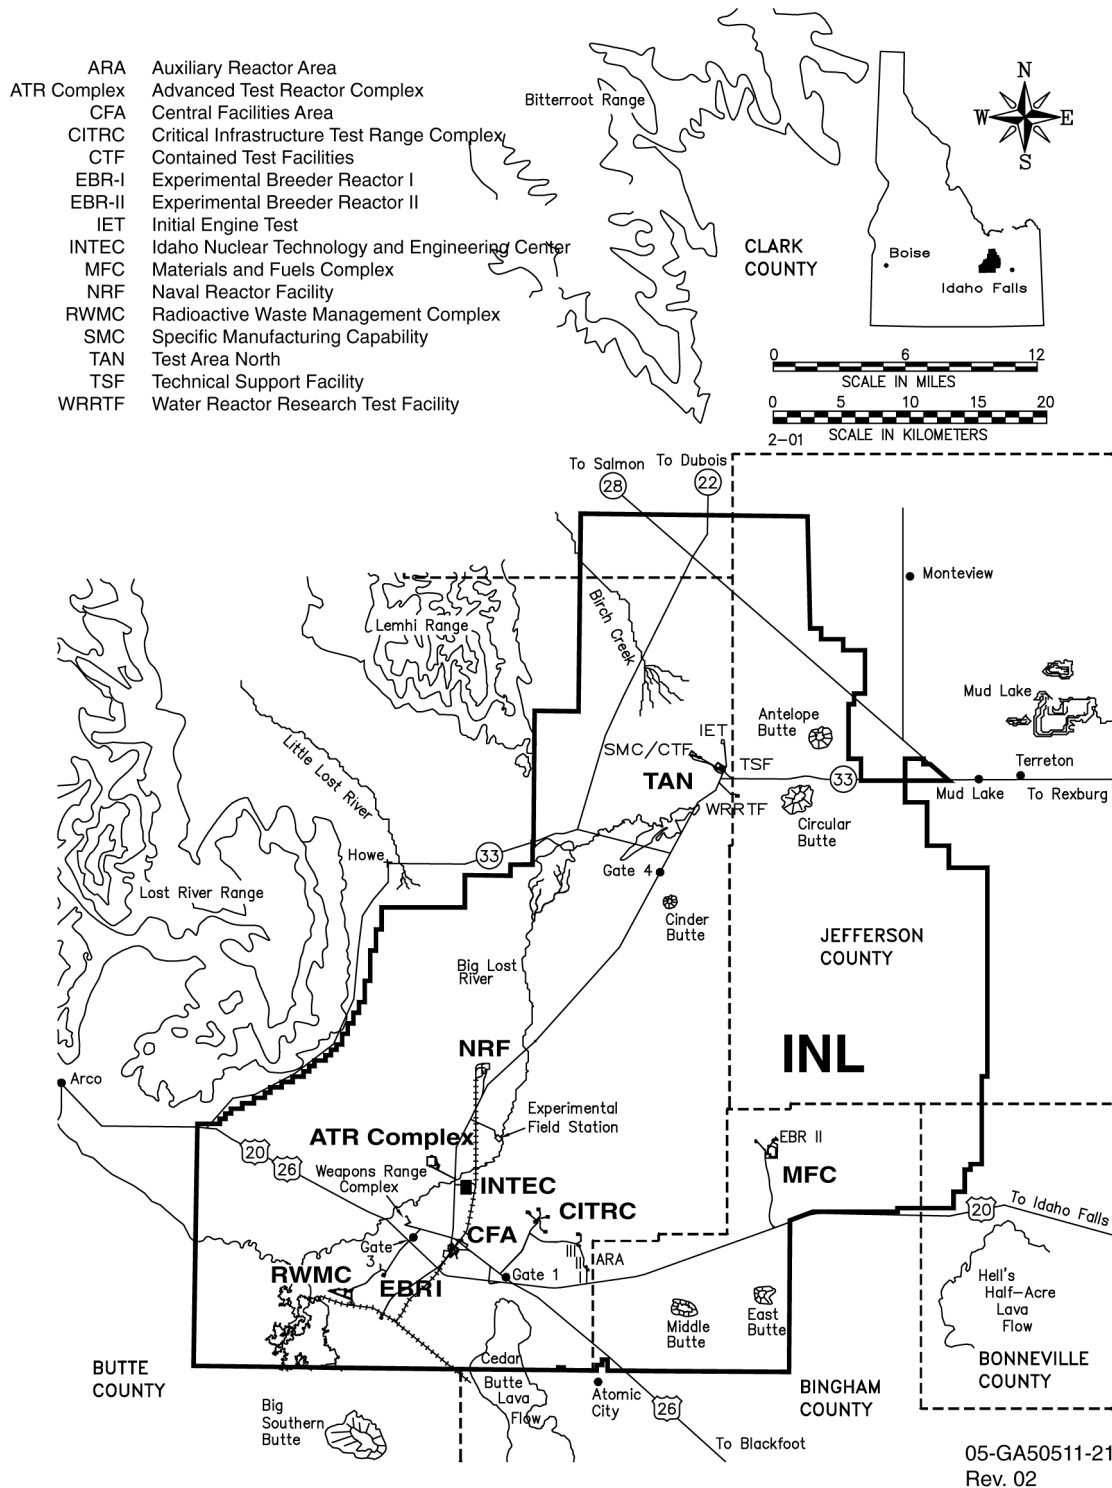 ARA Auxiliary Reactor Area
ATR Complex Advanced Test Reactor Complex
CFA Central Facilities Area
CITRC Critical Infrastructure Test Range Complex
CTF Contained Test Facilities
EBR-I Experimental Breeder Reactor I
EBR-II Experimental Breeder Reactor II
IET Initial Engine Test
INTEC Idaho Nuclear Technology and Engineering Center
MFC Materials and Fuels Complex
NRF Naval Reactor Facility
RWMC Radioactive Waste Management Complex
SMC Specific Manufacturing Capability
TAN Test Area North
TSF Technical Support Facility
WRRTF Water Reactor Research Test Facility
Bitterroot Range
CLARK
COUNTY
N
W E
S
Boise
Idaho Falls
0 6 12
SCALE IN MILES
0 5 10 15 20
2-01 SCALE IN KILOMETERS
To Salmon
To Dubois
28
22
Monteview
Birch Creek
Lemhi Range
Mud Lake
Antelope
Butte
IET
SMC/CTF
TSF
TAN
33
Terreton
Mud Lake
To Rexburg
WRRTF
Circular
Butte
Little Lost
River
Howe
33
Gate 4
Lost River Range
Cinder
Butte
JEFFERSON
COUNTY
Big Lost
River
INL
NRF
Arco
Experimental
Field Station
ATR Complex
20
26
Weapons Range
Complex
EBR II
MFC
INTEC
CITRC
To Idaho Falls
20
CFA
Gate
3
ARA
III
II
I
RWMC
EBRI
Gate 1
Hell's
Half-Acre
Lava
Flow
East
Butte
Middle
Butte
BUTTE
COUNTY
Cedar
Butte
Lava
Flow
BONNEVILLE
COUNTY
Atomic
City
BINGHAM
COUNTY
Big
Southern
Butte
26
To Blackfoot
05-GA50511-21
Rev. 02